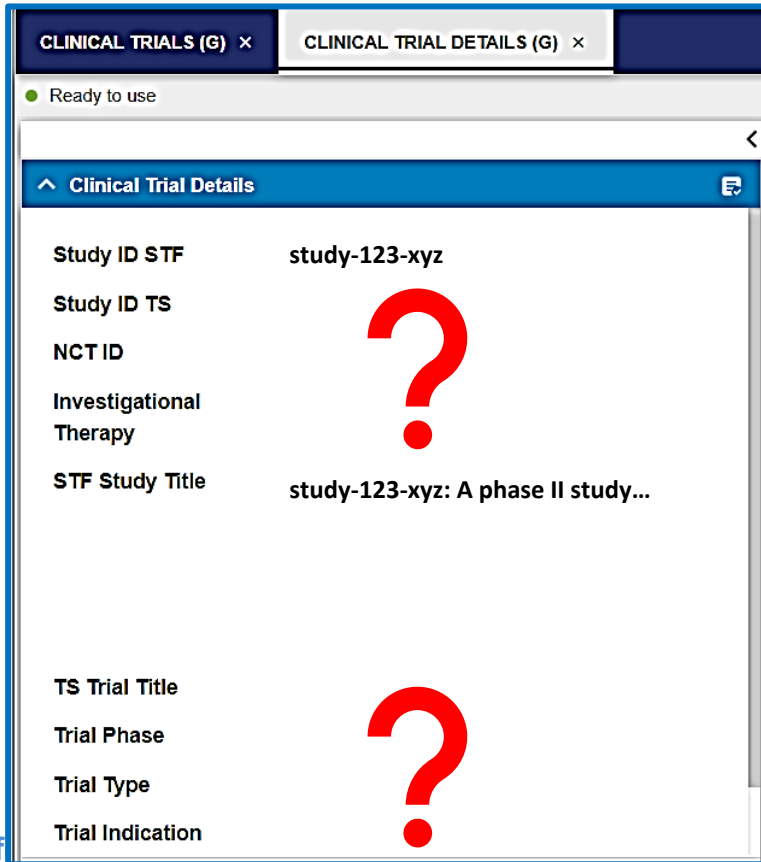 CLINICAL TRIALS (G) × CLINICAL TRIAL DETAILS (G) ×
Ready to use
Clinical Trial Details
Study ID STF study-123-xyz
Study ID TS
NCT ID
Investigational
Therapy
?
STF Study Title study-123-xyz: A phase II study…
TS Trial Title
Trial Phase
Trial Type
Trial Indication
?
f